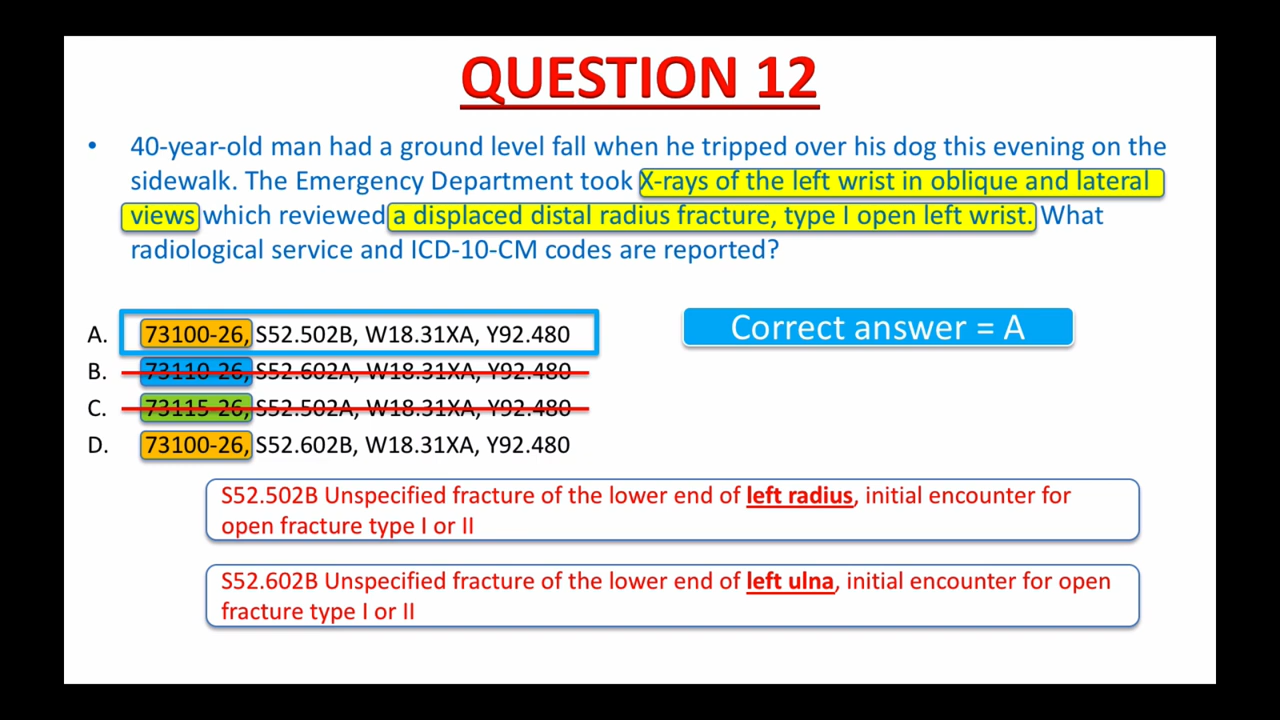 QUESTION 12
• 40-year-old man had a ground level fall when he tripped over his dog this evening on the
sidewalk. The Emergency Department took X-rays of the left wrist in oblique and lateral
views which reviewed a displaced distal radius fracture, type I open left wrist. What
radiological service and ICD-10-CM codes are reported?
A. 73100-26, S52.502B, W18.31XA, Y92.480
Correct answer = A
B. 73110-26, S52.602A, W18.31XA, Y92.480
C. 73115-26, S52.502A, W18.31XA, Y92.480
D. 73100-26, S52.602B, W18.31XA, Y92.480
S52.502B Unspecified fracture of the lower end of left radius, initial encounter for
open fracture type I or II
S52.602B Unspecified fracture of the lower end of left ulna, initial encounter for open
fracture type I or II